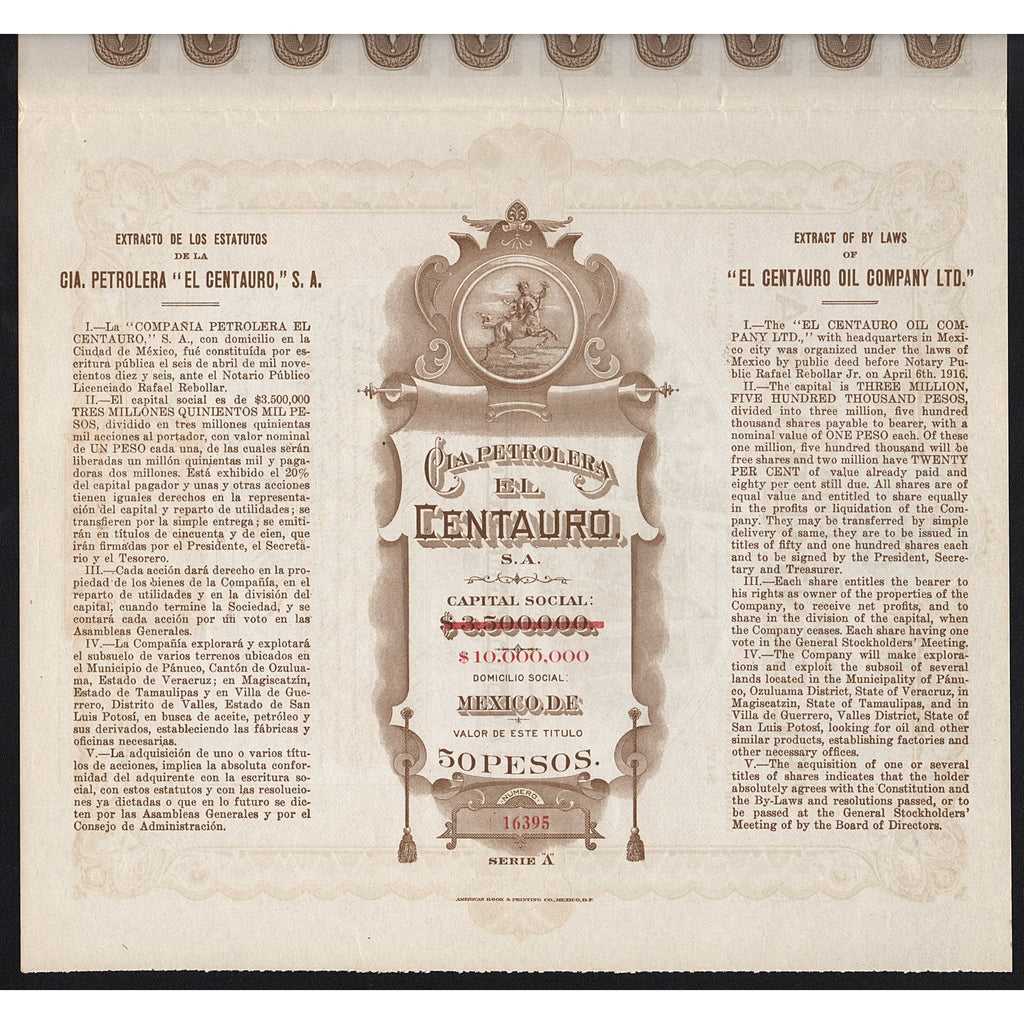 EXTRACTO DE LOS ESTATUTOS
DE LA
CIA. PETROLERA "EL CENTAURO," S. A.
I.—La "COMPAÑIA PETROLERA EL
CENTAURO," S. A., con domicilio en la
Ciudad de México, fué constituída por es-
critura pública el seis de abril de mil nove-
cientos diez y seis, ante el Notario Público
Licenciado Rafael Rebollar.
II.—El capital social es de $3.500,000
TRES MILLONES QUINIENTOS MIL PE-
SOS, dividido en tres millones quinientas
mil acciones al portador, con valor nominal
de UN PESO cada una, de las cuales serán
liberadas un millón quinientas mil y paga-
doras dos millones. Está exhibido el 20%
del capital pagador y unas y otras acciones
tienen iguales derechos en la representa-
ción del capital y reparto de utilidades; se
transfieren por la simple entrega; se emiti-
rán en títulos de cincuenta y de cien, que
irán firmadas por el Presidente, el Secreta-
rio y el Tesorero.
III.—Cada acción dará derecho en la pro-
piedad de los bienes de la Compañía, en el
reparto de utilidades y en la división del
capital, cuando termine la Sociedad, y se
contará cada acción por un voto en las
Asambleas Generales.
IV.—La Compañía explorará y explotará
el subsuelo de varios terrenos ubicados en
el Municipio de Pánuco, Cantón de Ozulua-
ma, Estado de Veracruz; en Magiscatzín,
Estado de Tamaulipas y en Villa de Gue-
rrero, Distrito de Valles, Estado de San
Luis Potosí, en busca de aceite, petróleo y
sus derivados, estableciendo las fábricas y
oficinas necesarias.
V.—La adquisición de uno o varios títu-
los de acciones, implica la absoluta confor-
midad del adquirente con la escritura so-
cial, con estos estatutos y con las resolucio-
nes ya dictadas o que en lo futuro se dic-
ten por las Asambleas Generales y por el
Consejo de Administración.
CIA. PETROLERA
EL
CENTAURO,
S. A.
CAPITAL SOCIAL:
$3.500.000.
$10.000,000
DOMICILIO SOCIAL:
MEXICO, D.F.
VALOR DE ESTE TITULO
50 PESOS.
NUMERO.
16395
SERIE "A"
AMERICAN BOOK & PRINTING CO., MEXICO, D. F.
EXTRACT OF BY LAWS
OF
"EL CENTAURO OIL COMPANY LTD."
I.—The "EL CENTAURO OIL COM-
PANY LTD.," with headquarters in Mexi-
co city was organized under the laws of
Mexico by public deed before Notary Pu-
blic Rafael Rebollar Jr. on April 6th, 1916.
II.—The capital is THREE MILLION,
FIVE HUNDRED THOUSAND PESOS,
divided into three million, five hundred
thousand shares payable to bearer, with a
nominal value of ONE PESO each. Of these
one million, five hundred thousand will be
free shares and two million have TWENTY
PER CENT of value already paid and
eighty per cent still due. All shares are of
equal value and entitled to share equally
in the profits or liquidation of the Com-
pany. They may be transferred by simple
delivery of same, they are to be issued in
titles of fifty and one hundred shares each
and to be signed by the President, Secre-
tary and Treasurer.
III.—Each share entitles the bearer to
his rights as owner of the properties of the
Company, to receive net profits, and to
share in the division of the capital, when
the Company ceases. Each share having one
vote in the General Stockholders' Meeting.
IV.—The Company will make explora-
tions and exploit the subsoil of several
lands located in the Municipality of Pánu-
co, Ozuluama District, State of Veracruz, in
Magiscatzin, State of Tamaulipas, and in
Villa de Guerrero, Valles District, State of
San Luis Potosí, looking for oil and other
similar products, establishing factories and
other necessary offices.
V.—The acquisition of one or several
titles of shares indicates that the holder
absolutely agrees with the Constitution and
the By-Laws and resolutions passed, or to
be passed at the General Stockholders'
Meeting of by the Board of Directors.